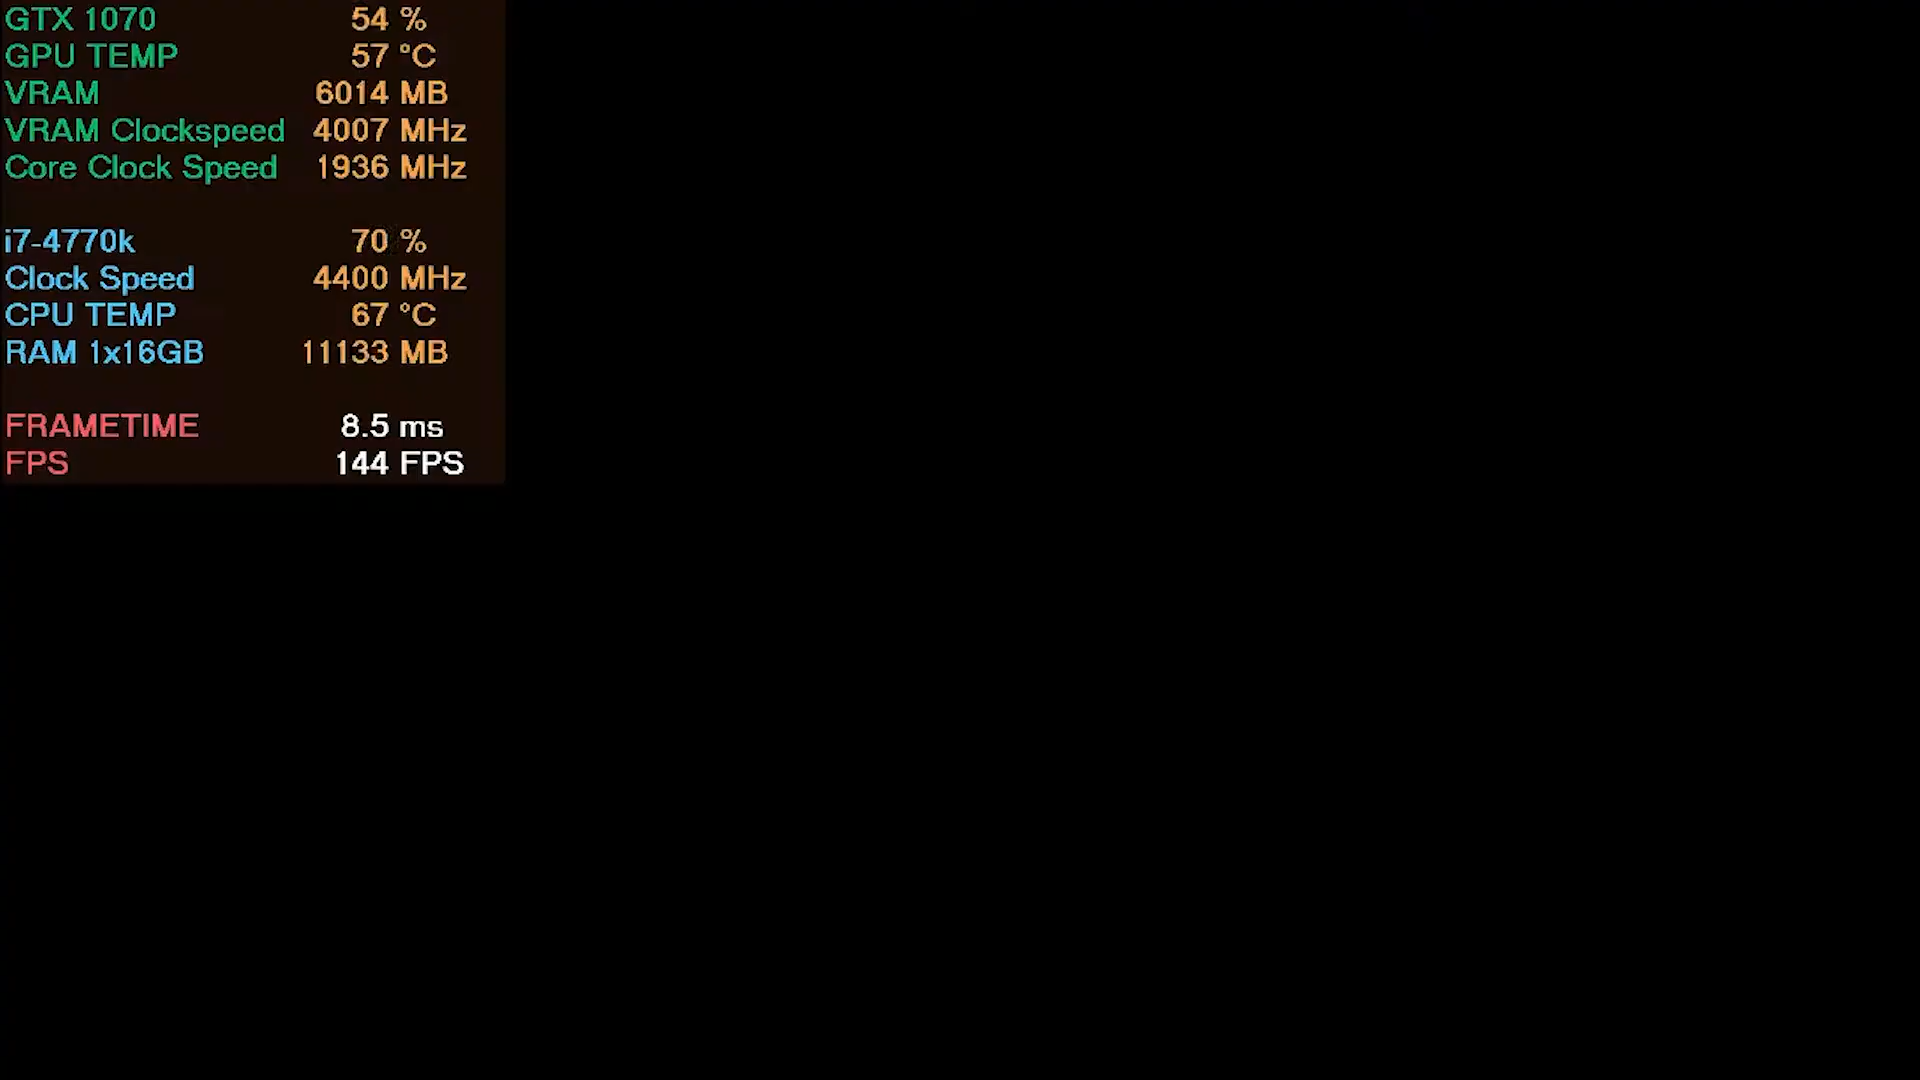 GTX 1070 54 %
GPU TEMP 57 °C
VRAM 6014 MB
VRAM Clockspeed 4007 MHz
Core Clock Speed 1936 MHz
i7-4770k 70 %
Clock Speed 4400 MHz
CPU TEMP 67 °C
RAM 1x16GB 11133 MB
FRAMETIME 8.5 ms
FPS 144 FPS